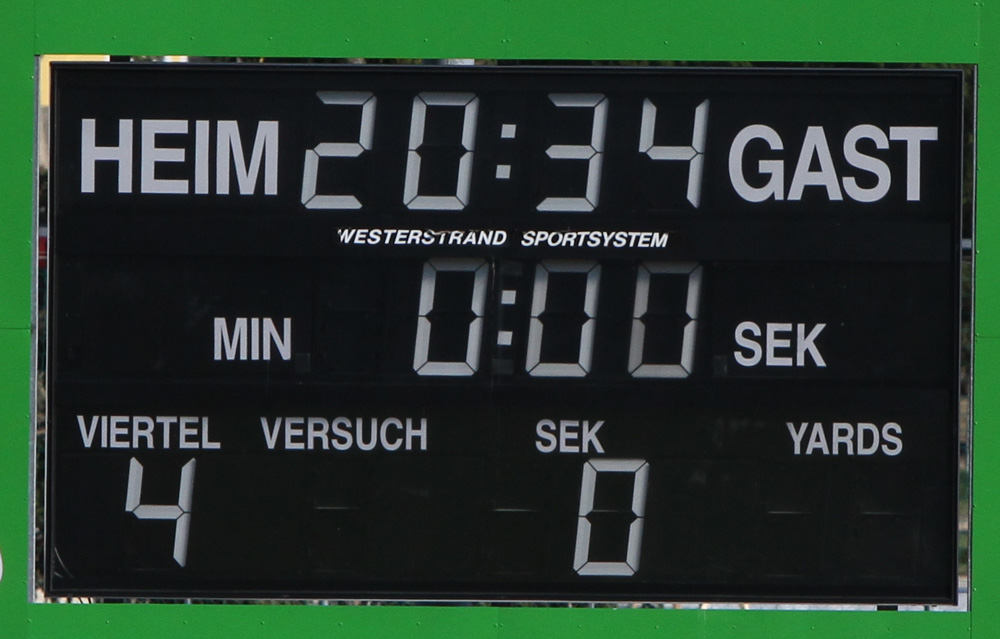 HEIM 20:34 GAST
WESTERSTRAND SPORTSYSTEM
MIN 0:00 SEK
VIERTEL VERSUCH SEK YARDS
4 0